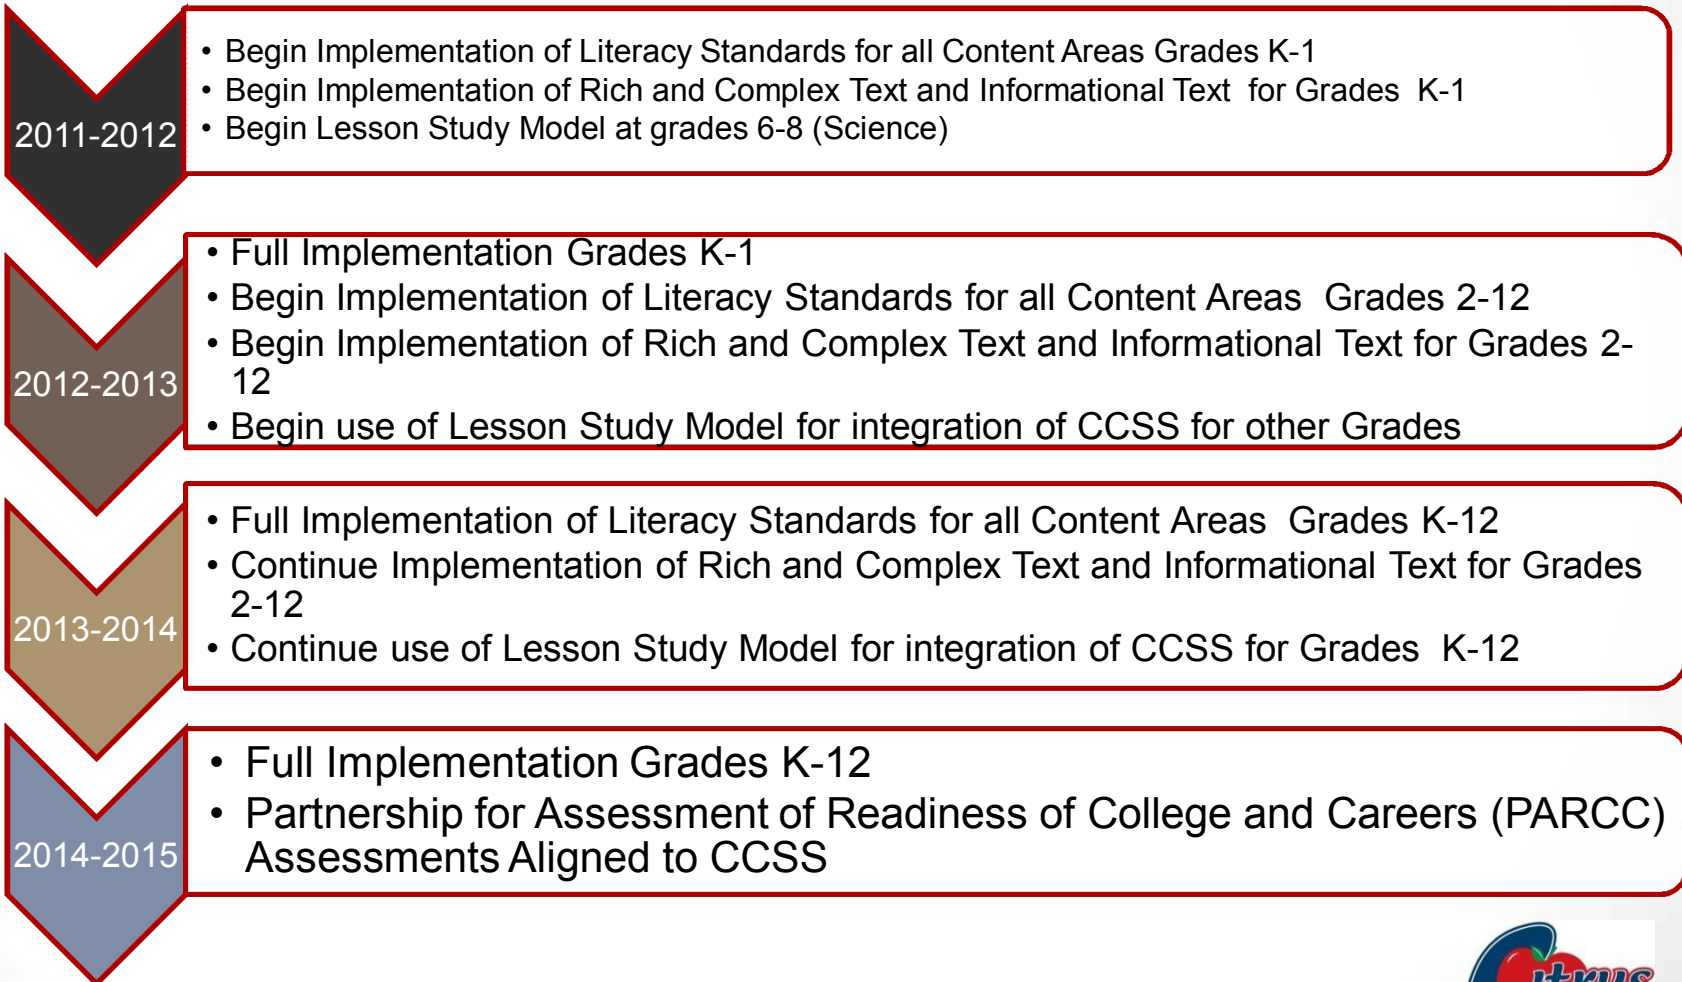 2011-2012
• Begin Implementation of Literacy Standards for all Content Areas Grades K-1
• Begin Implementation of Rich and Complex Text and Informational Text for Grades K-1
• Begin Lesson Study Model at grades 6-8 (Science)
2012-2013
• Full Implementation Grades K-1
• Begin Implementation of Literacy Standards for all Content Areas Grades 2-12
• Begin Implementation of Rich and Complex Text and Informational Text for Grades 2-
12
• Begin use of Lesson Study Model for integration of CCSS for other Grades
2013-2014
• Full Implementation of Literacy Standards for all Content Areas Grades K-12
• Continue Implementation of Rich and Complex Text and Informational Text for Grades
2-12
• Continue use of Lesson Study Model for integration of CCSS for Grades K-12
2014-2015
• Full Implementation Grades K-12
• Partnership for Assessment of Readiness of College and Careers (PARCC)
Assessments Aligned to CCSS
Citrus